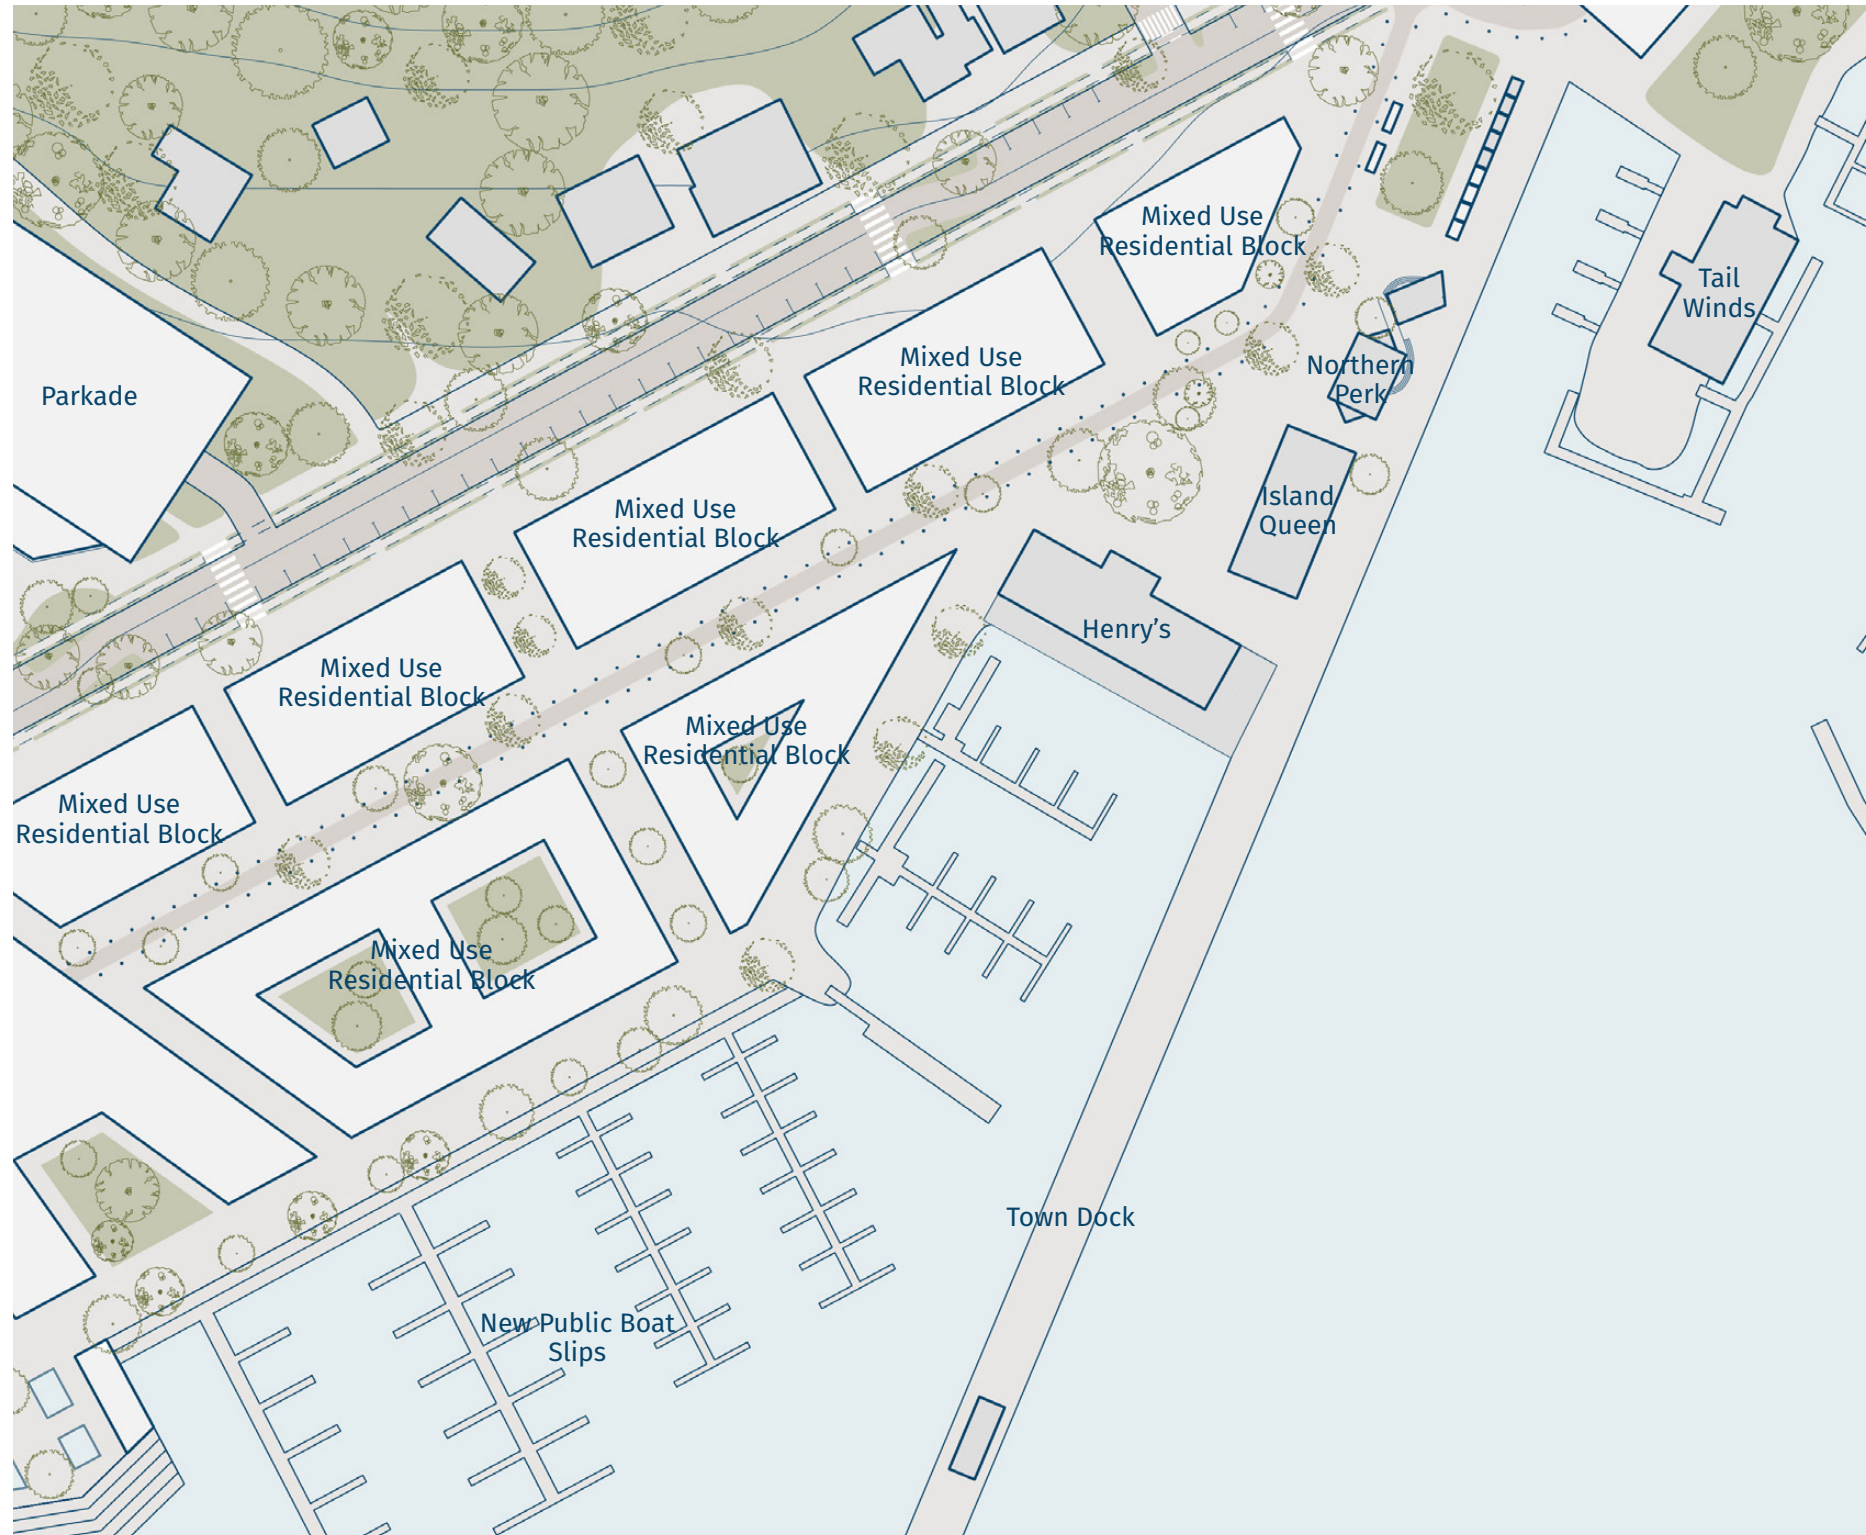 Mixed Use
Residential Block
Tail
Winds
Mixed Use
Residential Block
Northern
Perk
Parkade
Mixed Use
Residential Block
Island
Queen
Henry’s
Mixed Use
Residential Block
Mixed Use
Residential Block
Mixed Use
Residential Block
Mixed Use
Residential Block
Town Dock
New Public Boat
Slips